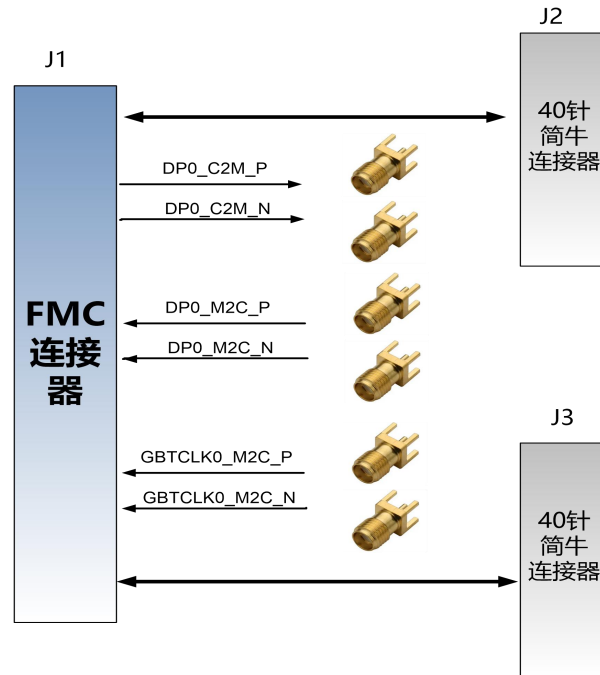 J2
J1
40针
简牛
连接器
DP0_C2M_P
DP0_C2M_N
FMC
连接
器
DP0_M2C_P
DP0_M2C_N
J3
GBTCLK0_M2C_P
GBTCLK0_M2C_N
40针
简牛
连接器